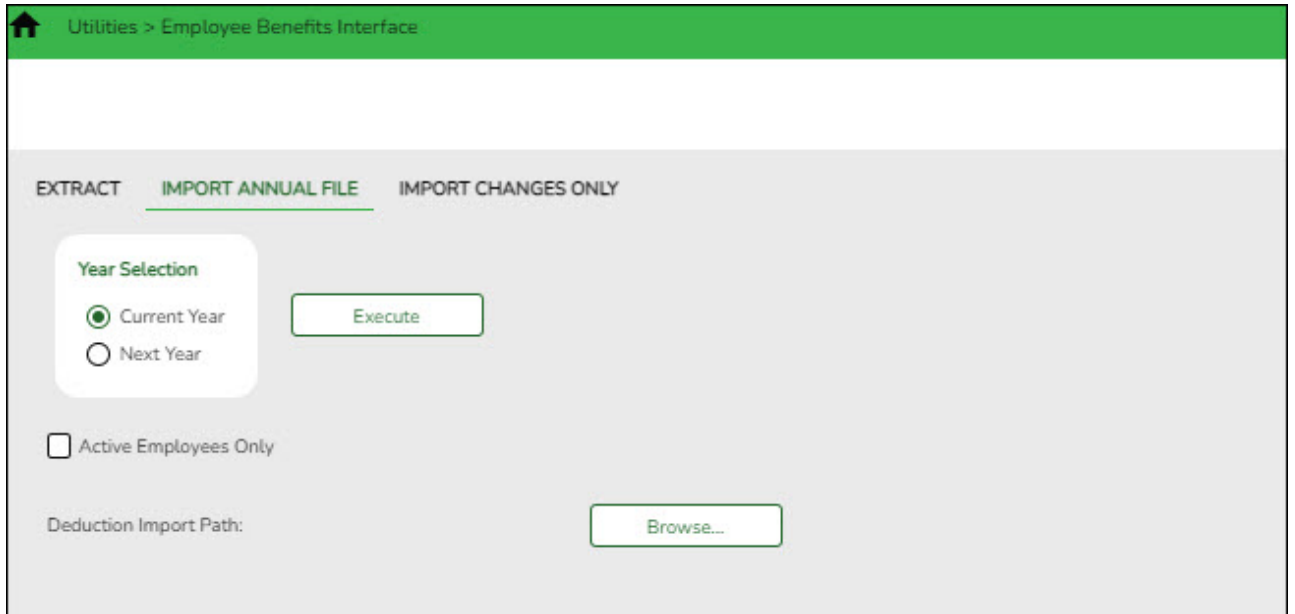 Utilities > Employee Benefits Interface
EXTRACT IMPORT ANNUAL FILE IMPORT CHANGES ONLY
Year Selection
Current Year
Execute
Next Year
Active Employees Only
Deduction Import Path:
Browse...